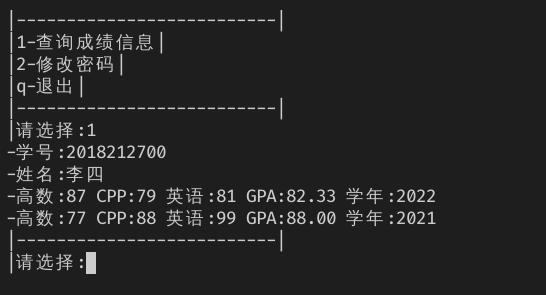 |--------------------------|
|1-查询成绩信息|
|2-修改密码|
|q-退出|
|--------------------------|
|请选择:1
-学号:2018212700
-姓名:李四
-高数:87 CPP:79 英语:81 GPA:82.33 学年:2022
-高数:77 CPP:88 英语:99 GPA:88.00 学年:2021
|--------------------------|
|请选择: